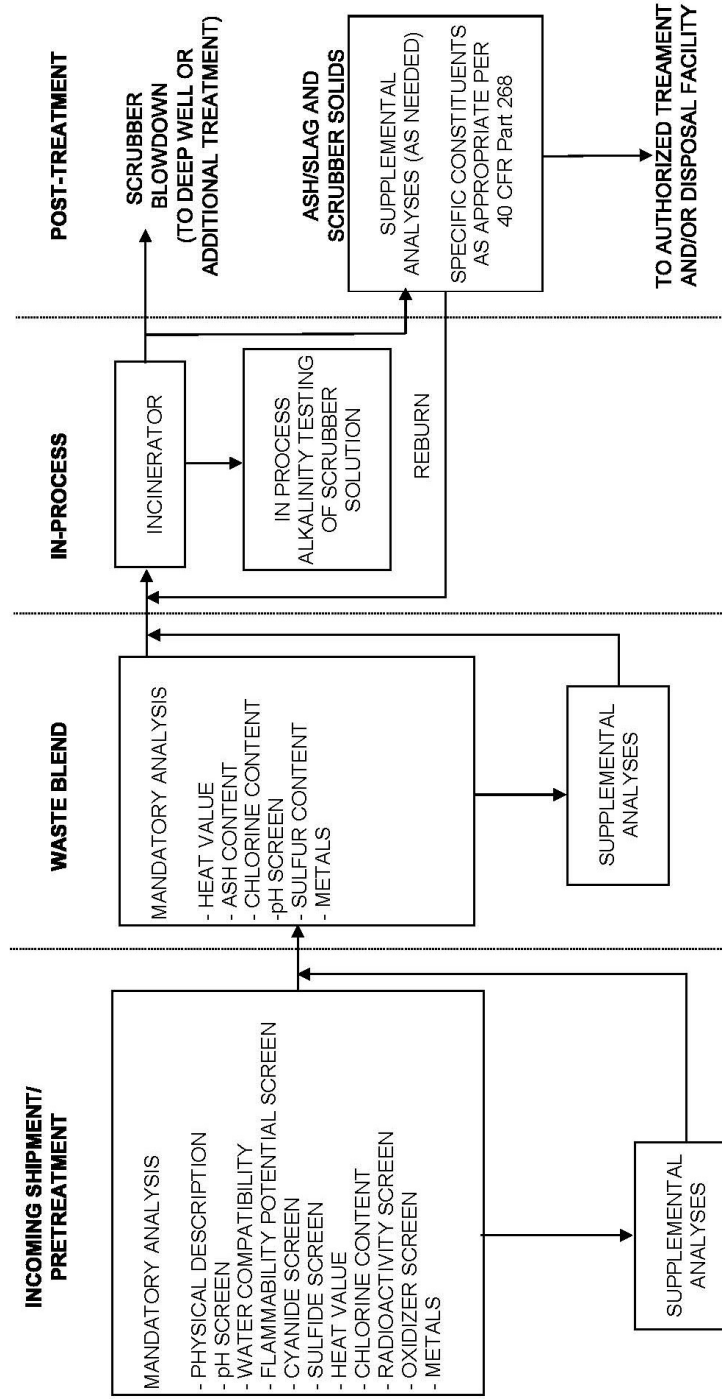 INCOMING SHIPMENT/
PRETREATMENT
MANDATORY ANALYSIS
- PHYSICAL DESCRIPTION
- pH SCREEN
- WATER COMPATIBILITY
- FLAMMABILITY POTENTIAL SCREEN
- CYANIDE SCREEN
- SULFIDE SCREEN
- HEAT VALUE
- CHLORINE CONTENT
- RADIOACTIVITY SCREEN
- OXIDIZER SCREEN
- METALS
SUPPLEMENTAL
ANALYSES
WASTE BLEND
MANDATORY ANALYSIS
- HEAT VALUE
- ASH CONTENT
- CHLORINE CONTENT
-pH SCREEN
- SULFUR CONTENT
- METALS
SUPPLEMENTAL
ANALYSES
IN-PROCESS
INCINERATOR
IN PROCESS
ALKALINITY TESTING
OF SCRUBBER
SOLUTION
REBURN
POST-TREATMENT
SCRUBBER
BLOWDOWN
(TO DEEP WELL OR
ADDITIONAL TREATMENT)
ASH/SLAG AND
SCRUBBER SOLIDS
SUPPLEMENTAL
ANALYSES (AS NEEDED)
SPECIFIC CONSTITUENTS
AS APPROPRIATE PER
40 CFR Part 268
TO AUTHORIZED TREAMENT
AND/OR DISPOSAL FACILITY